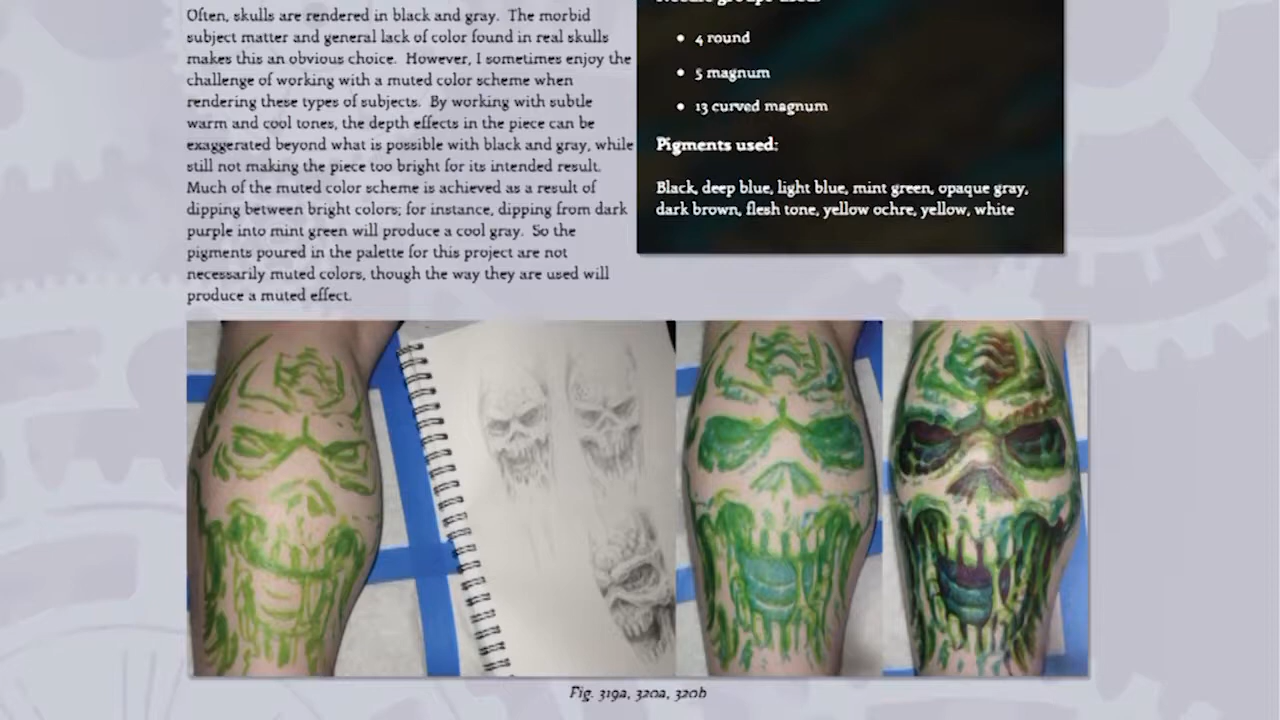 Often, skulls are rendered in black and gray. The morbid
subject matter and general lack of color found in real skulls
makes this an obvious choice. However, I sometimes enjoy the
challenge of working with a muted color scheme when
rendering these types of subjects. By working with subtle
warm and cool tones, the depth effects in the piece can be
exaggerated beyond what is possible with black and gray, while
still not making the piece too bright for its intended result.
Much of the muted color scheme is achieved as a result of
dipping between bright colors; for instance, dipping from dark
purple into mint green will produce a cool gray. So the
pigments poured in the palette for this project are not
necessarily muted colors, though the way they are used will
produce a muted effect.
• 4 round
• 5 magnum
• 13 curved magnum
Pigments used:
Black, deep blue, light blue, mint green, opaque gray,
dark brown, flesh tone, yellow ochre, yellow, white
Fig. 319a, 320a, 320b